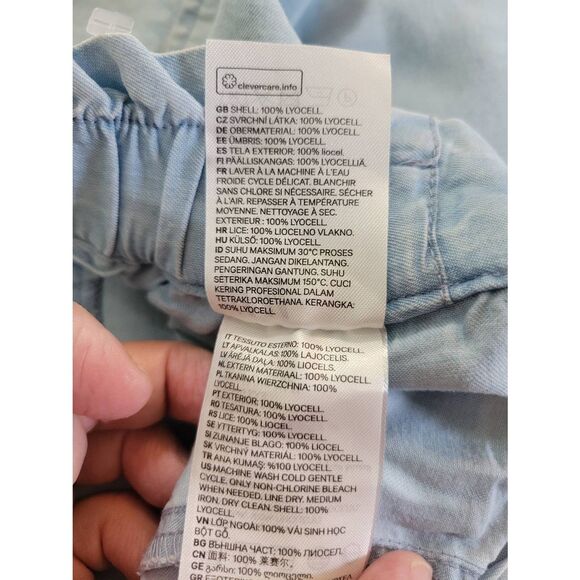 clevercare.info
GB SHELL: 100% LYOCELL.
CZ SVRCHNÍ LÁTKA: 100% LYOCELL.
DE OBERMATERIAL: 100% LYOCELL.
EE ÜMBRIS: 100% LYOCELL.
ES TELA EXTERIOR: 100% liocel.
FI PÄÄLLISKANGAS: 100% LYOCELLIÄ.
FR LAVER À LA MACHINE À L'EAU
FROIDE CYCLE DÉLICAT. BLANCHIR
SANS CHLORE SI NÉCESSAIRE. SÉCHER
À L'AIR. REPASSER À TEMPÉRATURE
MOYENNE. NETTOYAGE À SEC.
EXTERIEUR: 100% LYOCELL.
HR LICE: 100% LIOCELNO VLAKNO.
HU KÜLSŐ: 100% LYOCELL.
ID SUHU MAKSIMUM 30°C PROSES
SEDANG. JANGAN DIKELANTANG.
PENGERINGAN GANTUNG. SUHU
SETERIKA MAKSIMUM 150°C. CUCI
KERING PROFESIONAL DALAM
TETRAKLOROETHANA. KERANGKA:
100% LYOCELL.
IT TESSUTO ESTERNO: 100% LYOCELL.
LT APVALKALAS: 100% LAJOCELIS.
LV ĀRĒJĀ DAĻA: 100% LIOCELS.
NL EXTERN MATERIAAL: 100% LYOCELL.
PL TKANINA WIERZCHNIA: 100%
LYOCELL.
PT EXTERIOR: 100% LYOCELL.
RO ȚESATURA: 100% LYOCELL.
RS LICE: 100% LIOCELL.
SE YTTERTYG: 100% LYOCELL.
SI ZUNANJE BLAGO: 100% LIOCEL.
SK VRCHNÝ MATERIÁL: 100% LYOCELL.
TR ANA KUMAŞ: %100 LYOCELL.
US MACHINE WASH COLD GENTLE
CYCLE. ONLY NON-CHLORINE BLEACH
WHEN NEEDED. LINE DRY. MEDIUM
IRON. DRY CLEAN. SHELL: 100%
LYOCELL.
VN LỚP NGOÀI: 100% VẢI SINH HỌC
BỘT GỖ.
BG ВЪНШНА ЧАСТ: 100% ЛИОСЕЛ.
CN 面料: 100% 莱赛尔.
GE გარსი: 100% ლიოცელი.
GR